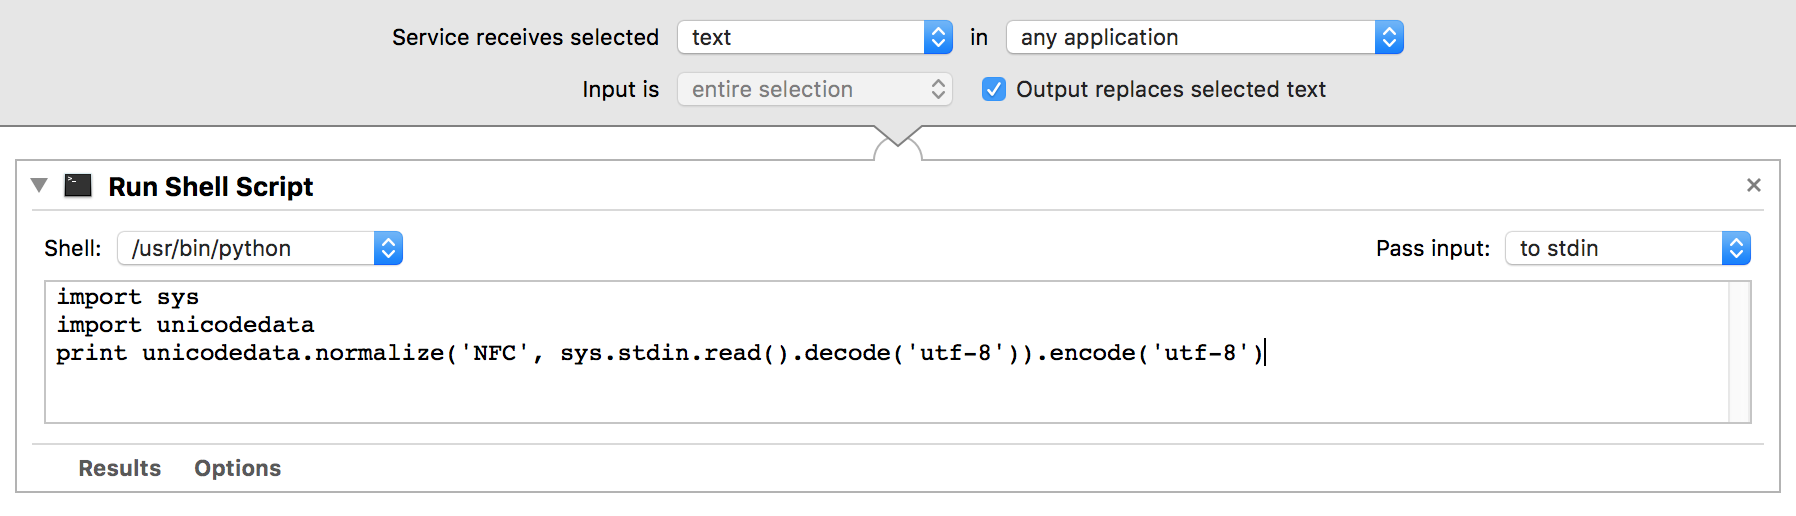 Service receives selected text in any application
Input is entire selection Output replaces selected text
>_
Run Shell Script
Shell: /usr/bin/python Pass input: to stdin
import sys
import unicodedata
print unicodedata.normalize('NFC', sys.stdin.read().decode('utf-8')).encode('utf-8')
Results Options